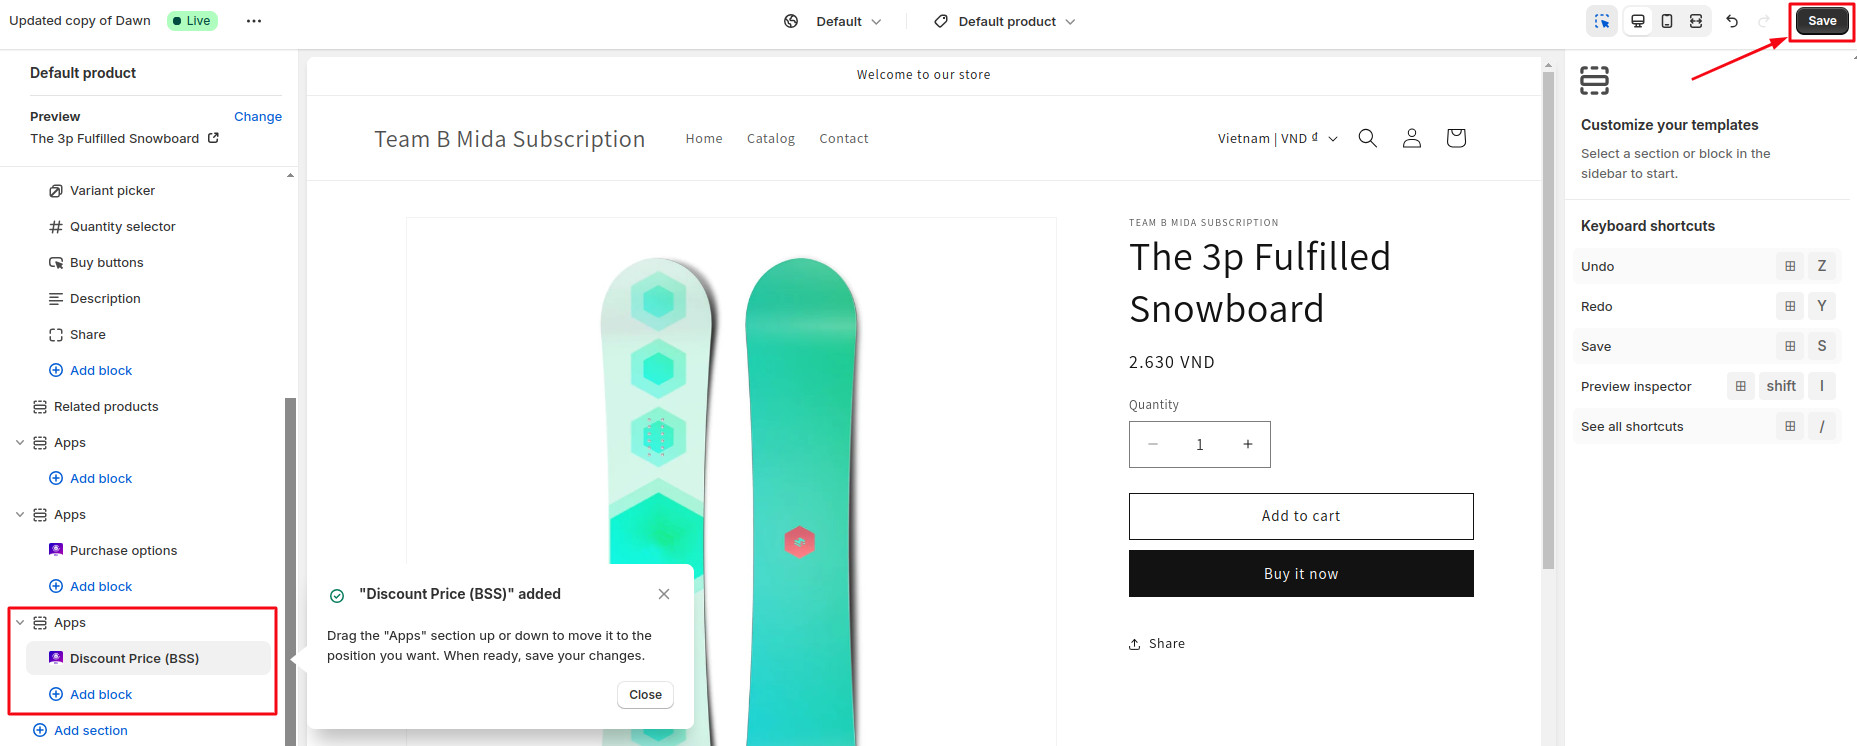 Updated copy of Dawn
Live
Default
Default product
Save
Default product
Preview
Change
The 3p Fulfilled Snowboard
Variant picker
Quantity selector
Buy buttons
Description
Share
Add block
Related products
Apps
Add block
Apps
Purchase options
Add block
Apps
Discount Price (BSS)
Add block
Add section
Welcome to our store
Team B Mida Subscription
Home
Catalog
Contact
Vietnam | VND ₫
TEAM B MIDA SUBSCRIPTION
The 3p Fulfilled
Snowboard
2.630 VND
Quantity
1
Add to cart
Buy it now
Share
"Discount Price (BSS)" added
Drag the "Apps" section up or down to move it to the
position you want. When ready, save your changes.
Close
Customize your templates
Select a section or block in the
sidebar to start.
Keyboard shortcuts
Undo Z
Redo Y
Save S
Preview inspector shift I
See all shortcuts /